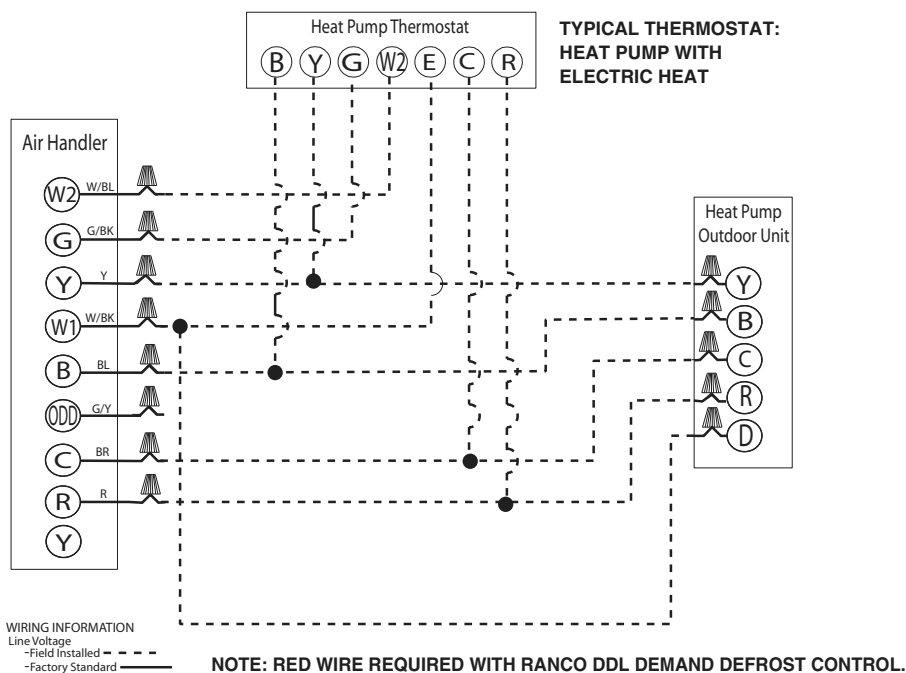 Heat Pump Thermostat
B Y G W2 E C R
TYPICAL THERMOSTAT:
HEAT PUMP WITH
ELECTRIC HEAT
Air Handler
W2 W/BL
G G/BK
Y Y
W1 W/BK
B BL
ODD G/Y
C BR
R R
Y
Heat Pump
Outdoor Unit
Y
B
C
R
D
WIRING INFORMATION
Line Voltage
-Field Installed
-Factory Standard
NOTE: RED WIRE REQUIRED WITH RANCO DDL DEMAND DEFROST CONTROL.